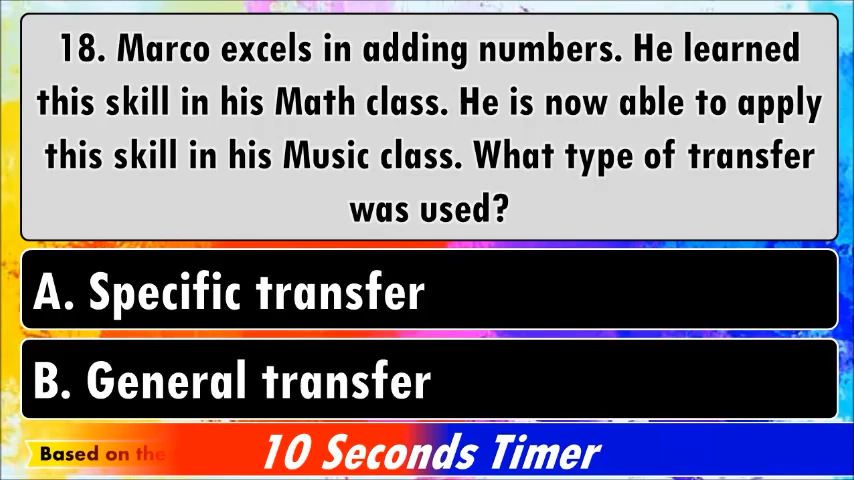 18. Marco excels in adding numbers. He learned
this skill in his Math class. He is now able to apply
this skill in his Music class. What type of transfer
was used?
A. Specific transfer
B. General transfer
Based on the
10 Seconds Timer